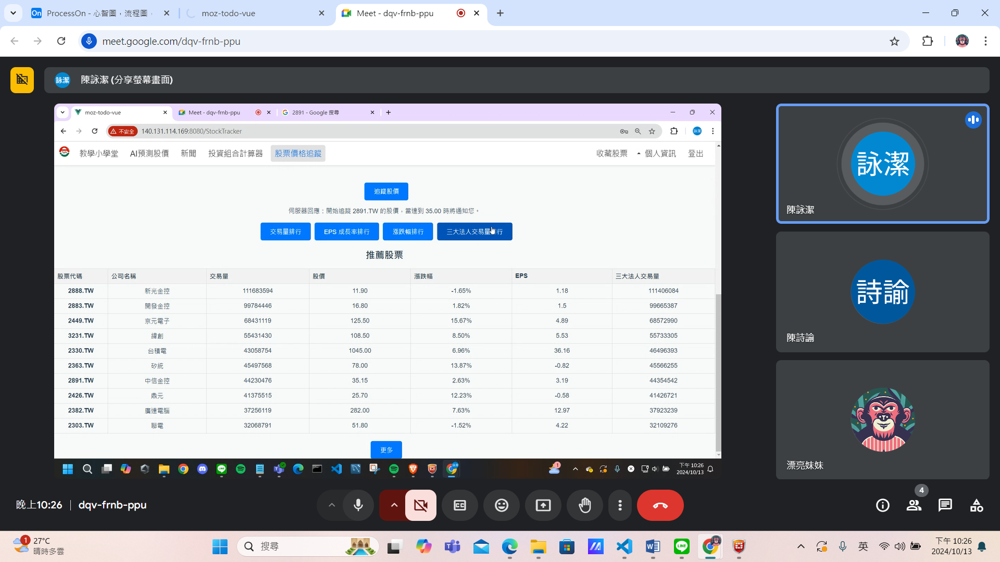 On ProcessOn - 心智圖，流程圖，
moz-todo-vue
Meet - dqv-frnb-ppu
meet.google.com/dqv-frnb-ppu
詠潔 陳詠潔 (分享螢幕畫面)
moz-todo-vue
Meet - dqv-frnb-ppu
2891 - Google 搜尋
不安全 140.131.114.169:8080/StockTracker
教學小學堂 AI預測股價 新聞 投資組合計算器 股票價格追蹤 收藏股票 個人資訊 登出
追蹤股價
伺服器回應：開始追蹤 2891.TW 的股價，當達到 35.00 時將通知您。
交易量排行 EPS 成長率排行 漲跌幅排行 三大法人交易量排行
推薦股票
股票代碼 公司名稱 交易量 股價 漲跌幅 EPS 三大法人交易量
2888.TW 新光金控 111683594 11.90 -1.65% 1.18 111406084
2883.TW 開發金控 99784446 16.80 1.82% 1.5 99665387
2449.TW 京元電子 68431119 125.50 15.67% 4.89 68572990
3231.TW 緯創 55431430 108.50 8.50% 5.53 55733305
2330.TW 台積電 43058754 1045.00 6.96% 36.16 46496393
2363.TW 矽統 45497568 78.00 13.87% -0.82 45566255
2891.TW 中信金控 44230476 35.15 2.63% 3.19 44354542
2426.TW 鼎元 41375515 25.70 12.23% -0.58 41426721
2382.TW 廣達電腦 37256119 282.00 7.63% 12.97 37923239
2303.TW 聯電 32068791 51.80 -1.52% 4.22 32109276
更多
下午 10:26
2024/10/13
詠潔
陳詠潔
詩諭
陳詩諭
漂亮妹妹
晚上10:26 | dqv-frnb-ppu
4
1 27°C
晴時多雲
搜尋
英
下午 10:26
2024/10/13